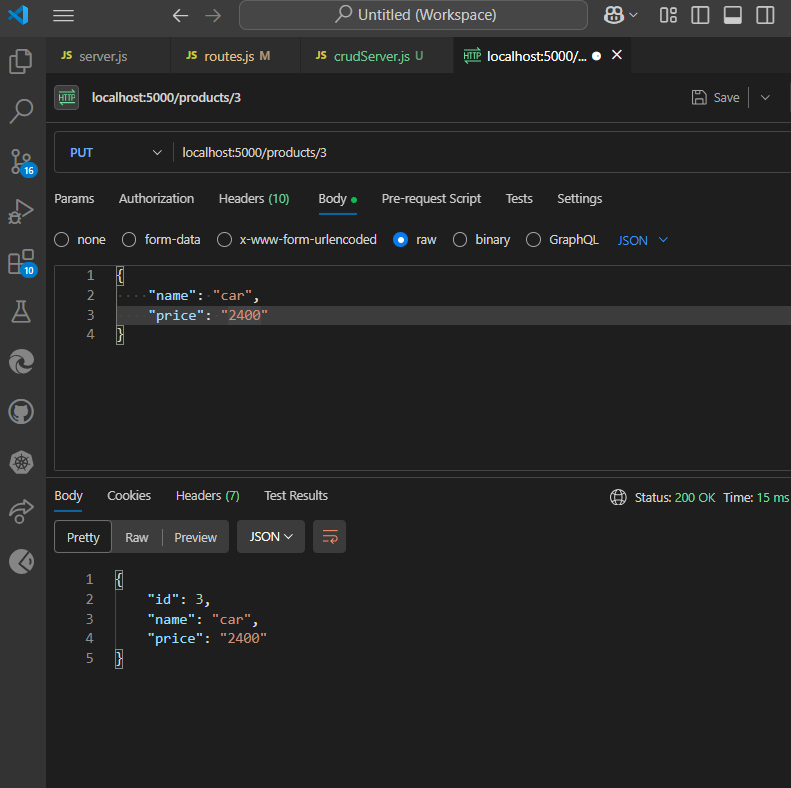 Untitled (Workspace)
JS server.js JS routes.js M JS crudServer.js U HTTP localhost:5000/...
HTTP localhost:5000/products/3 Save
PUT localhost:5000/products/3
Params Authorization Headers (10) Body Pre-request Script Tests Settings
none form-data x-www-form-urlencoded raw binary GraphQL JSON
1 {
2 "name": "car",
3 "price": "2400"
4 }
16
10
Body Cookies Headers (7) Test Results Status: 200 OK Time: 15 ms
Pretty Raw Preview JSON
1 {
2 "id": 3,
3 "name": "car",
4 "price": "2400"
5 }